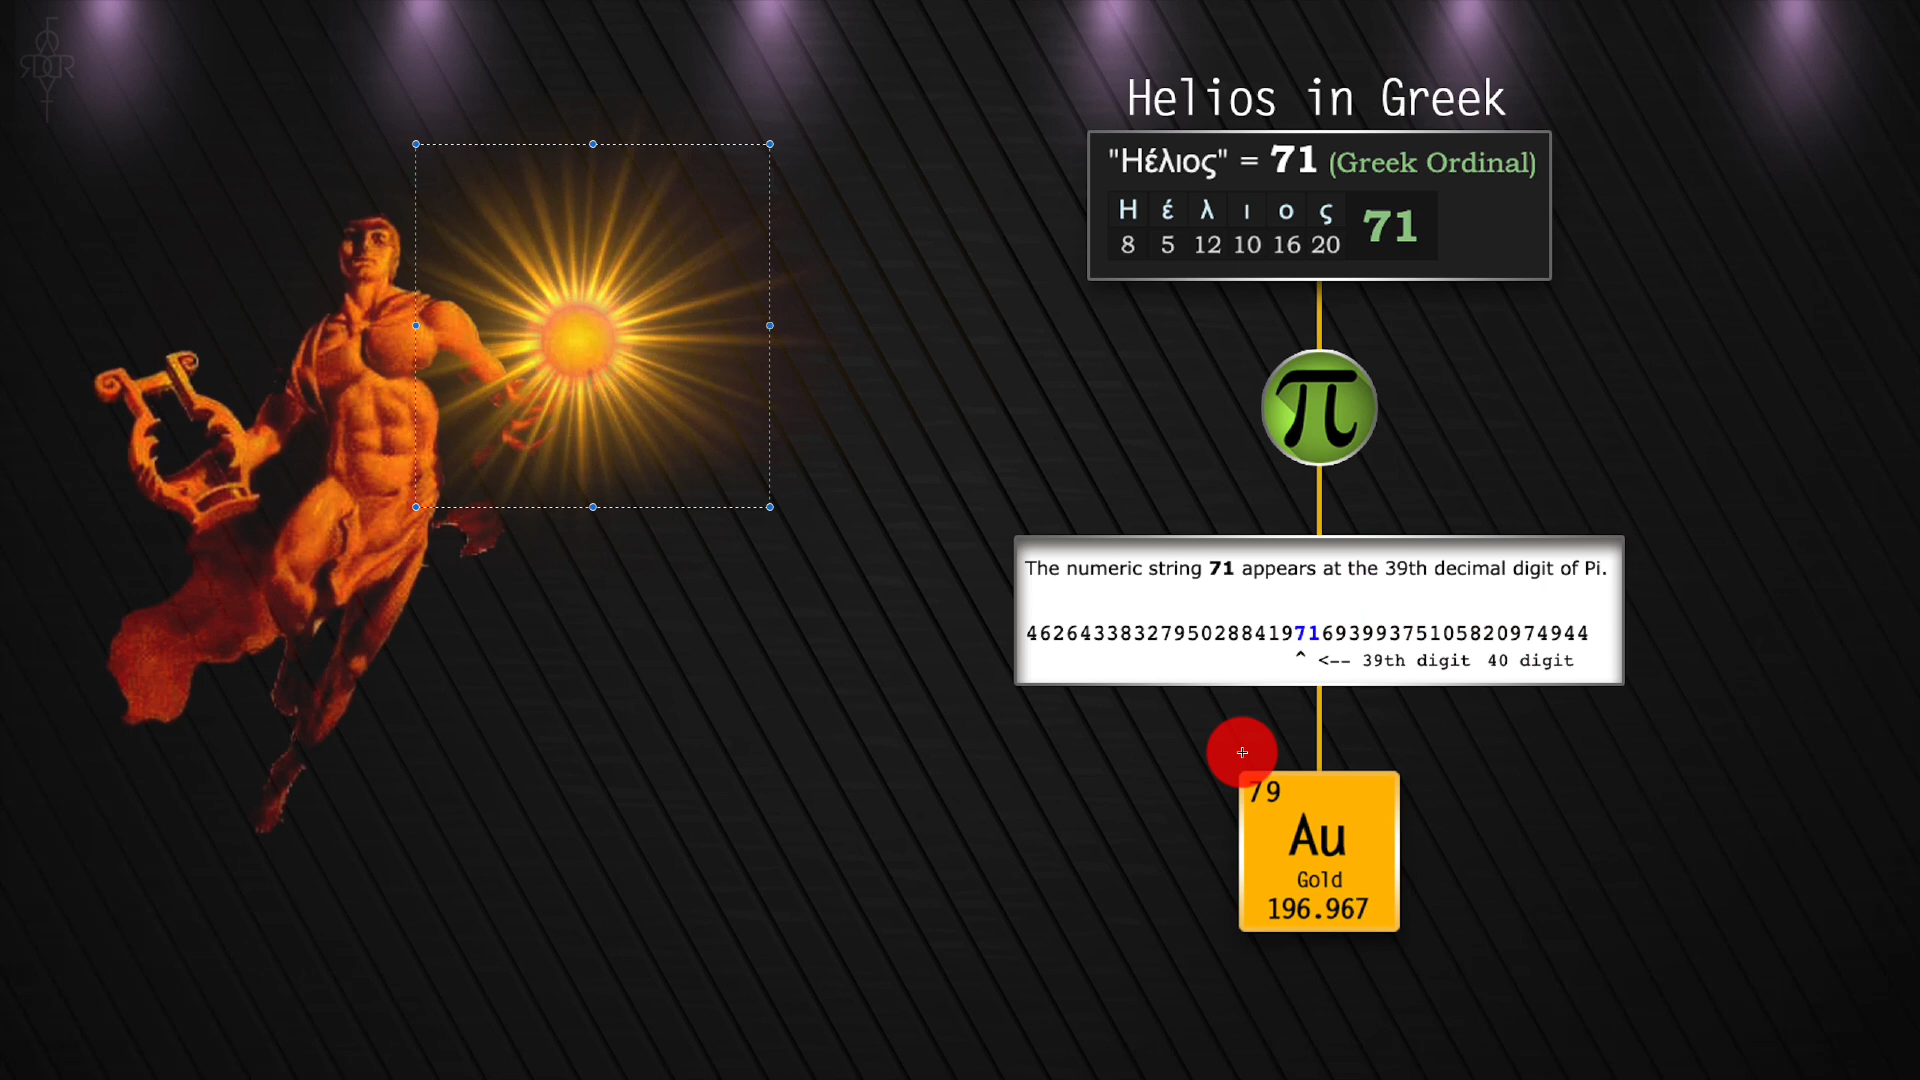 Helios in Greek
"Ηέλιος" = 71 (Greek Ordinal)
Η έ λ ι ο ς 71
8 5 12 10 16 20
π
The numeric string 71 appears at the 39th decimal digit of Pi.
462643383279502884197169399375105820974944
^ <-- 39th digit 40 digit
79
Au
Gold
196.967